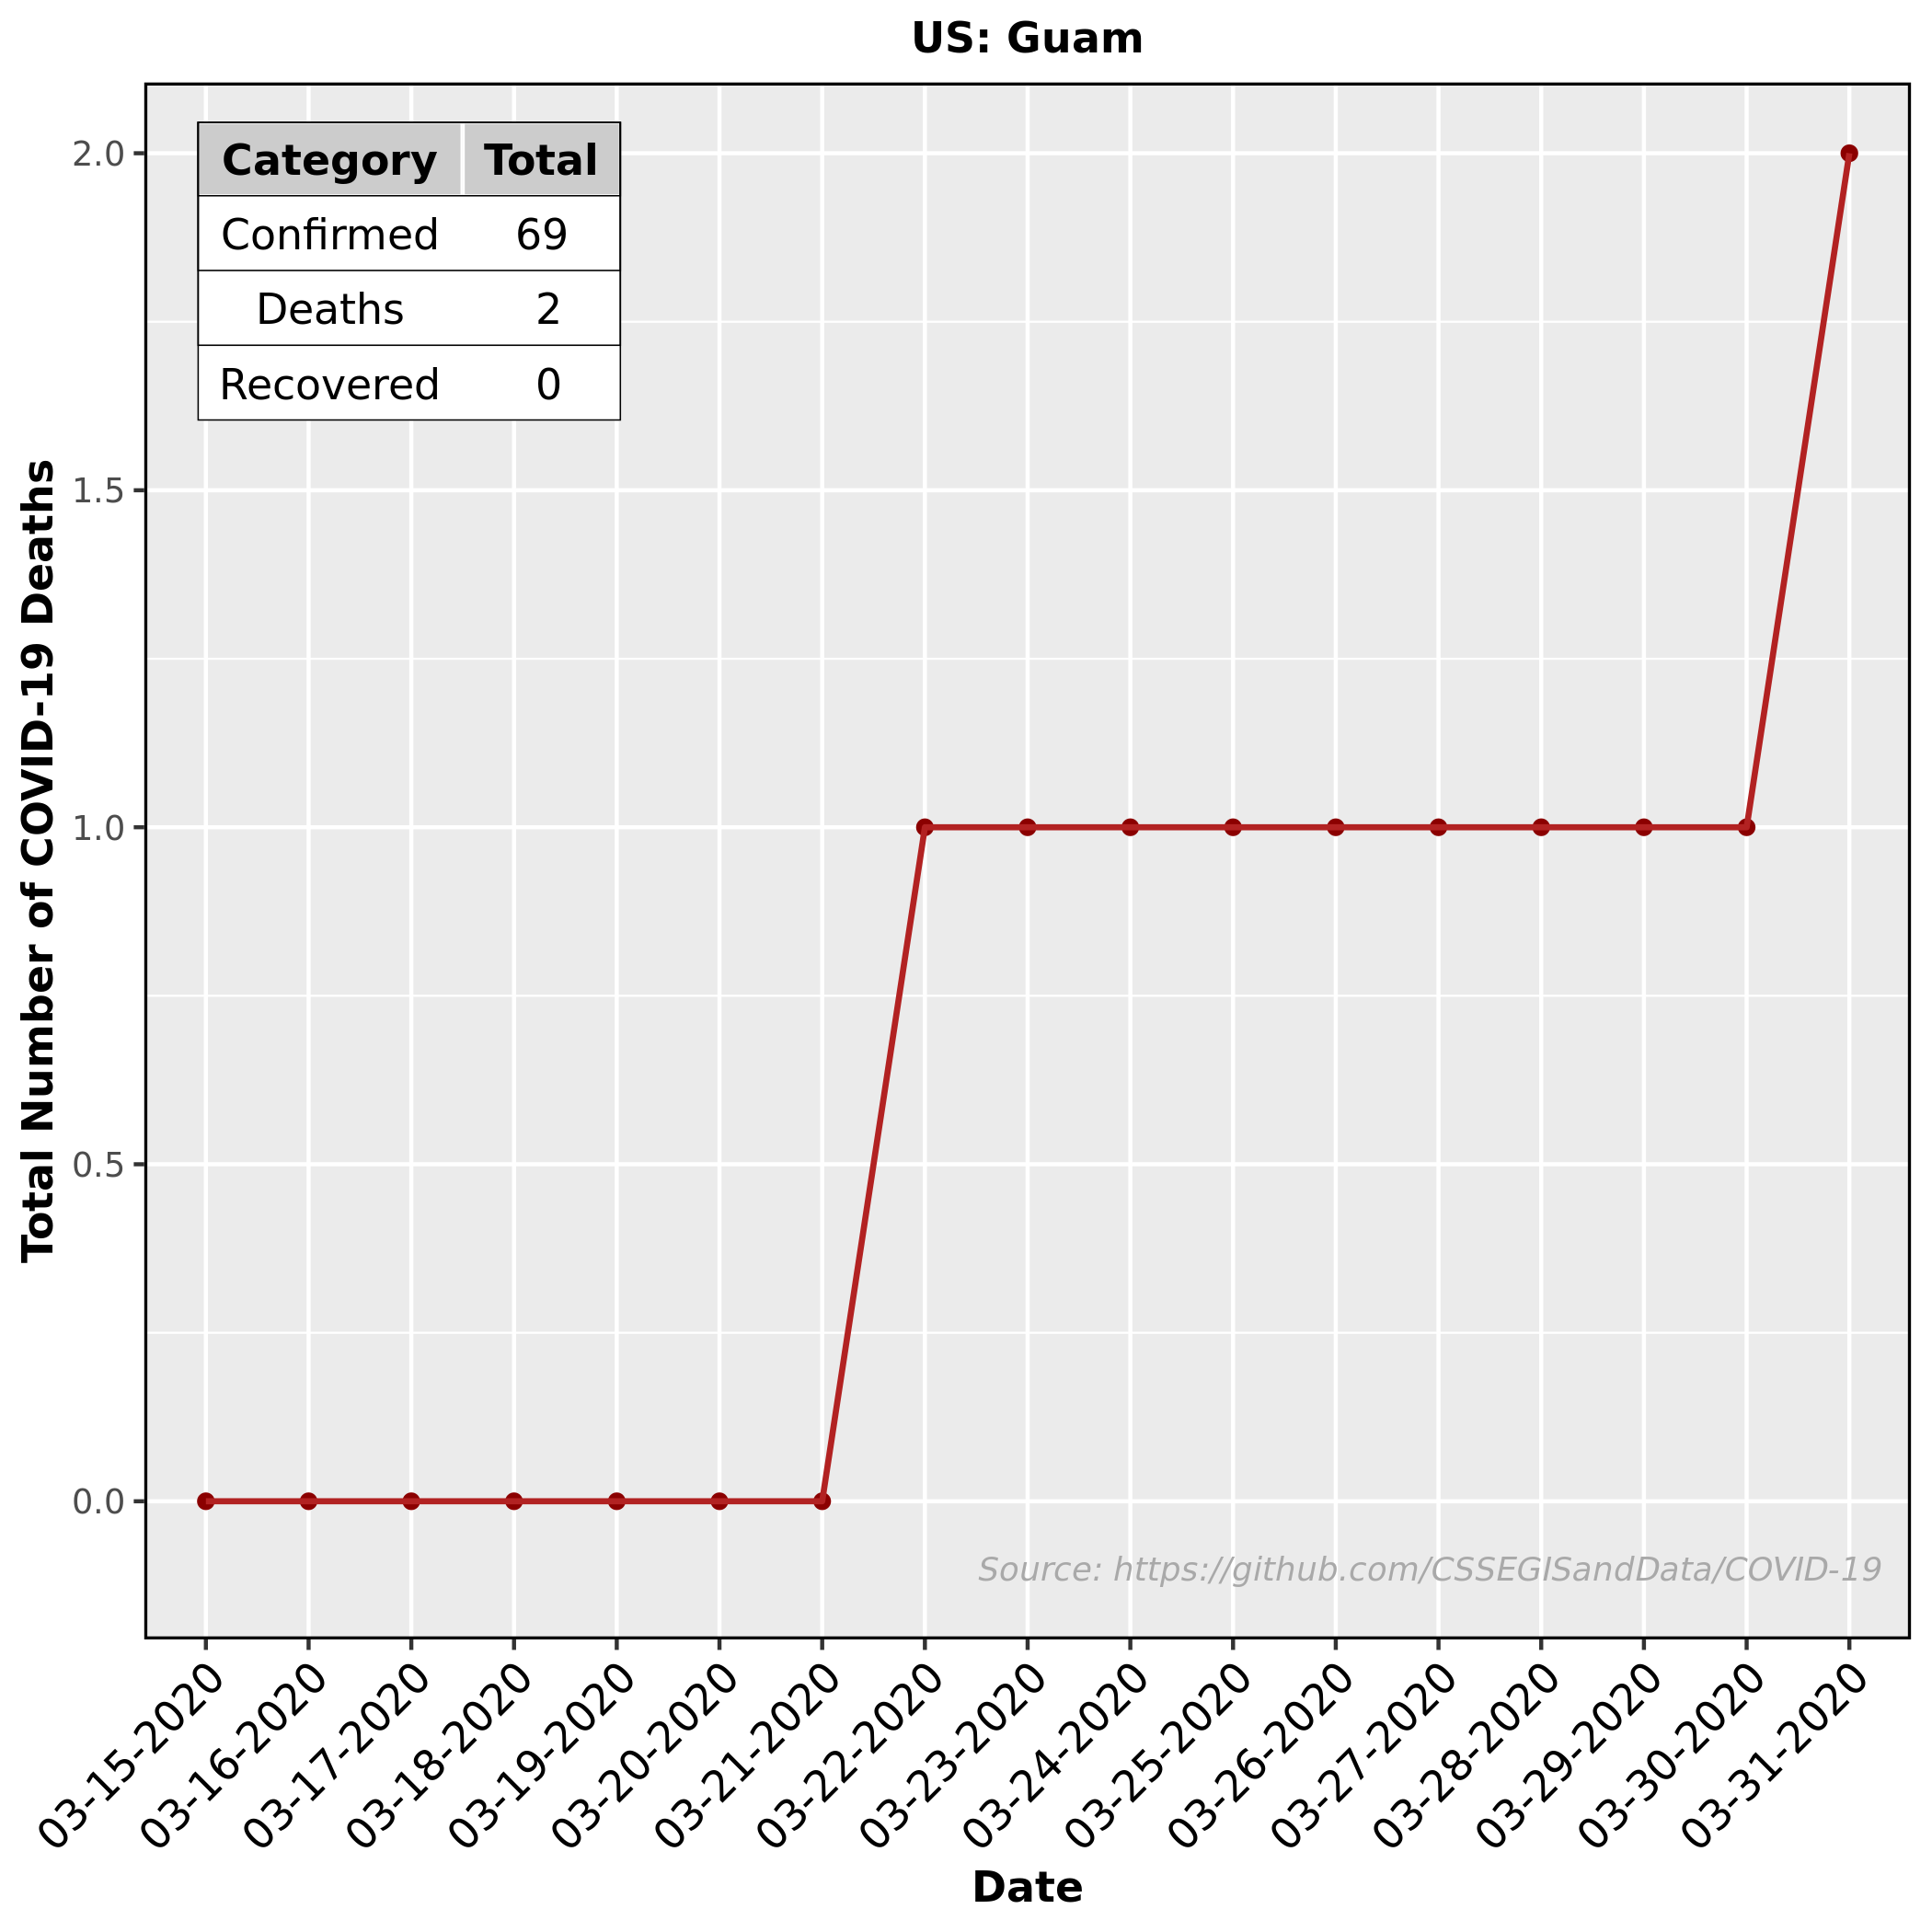 US: Guam
Category Total
Confirmed 69
Deaths 2
Recovered 0
Total Number of COVID-19 Deaths
2.0
1.5
1.0
0.5
0.0
Source: https://github.com/CSSEGISandData/COVID-19
03-15-2020
03-16-2020
03-17-2020
03-18-2020
03-19-2020
03-20-2020
03-21-2020
03-22-2020
03-23-2020
03-24-2020
03-25-2020
03-26-2020
03-27-2020
03-28-2020
03-29-2020
03-30-2020
03-31-2020
Date